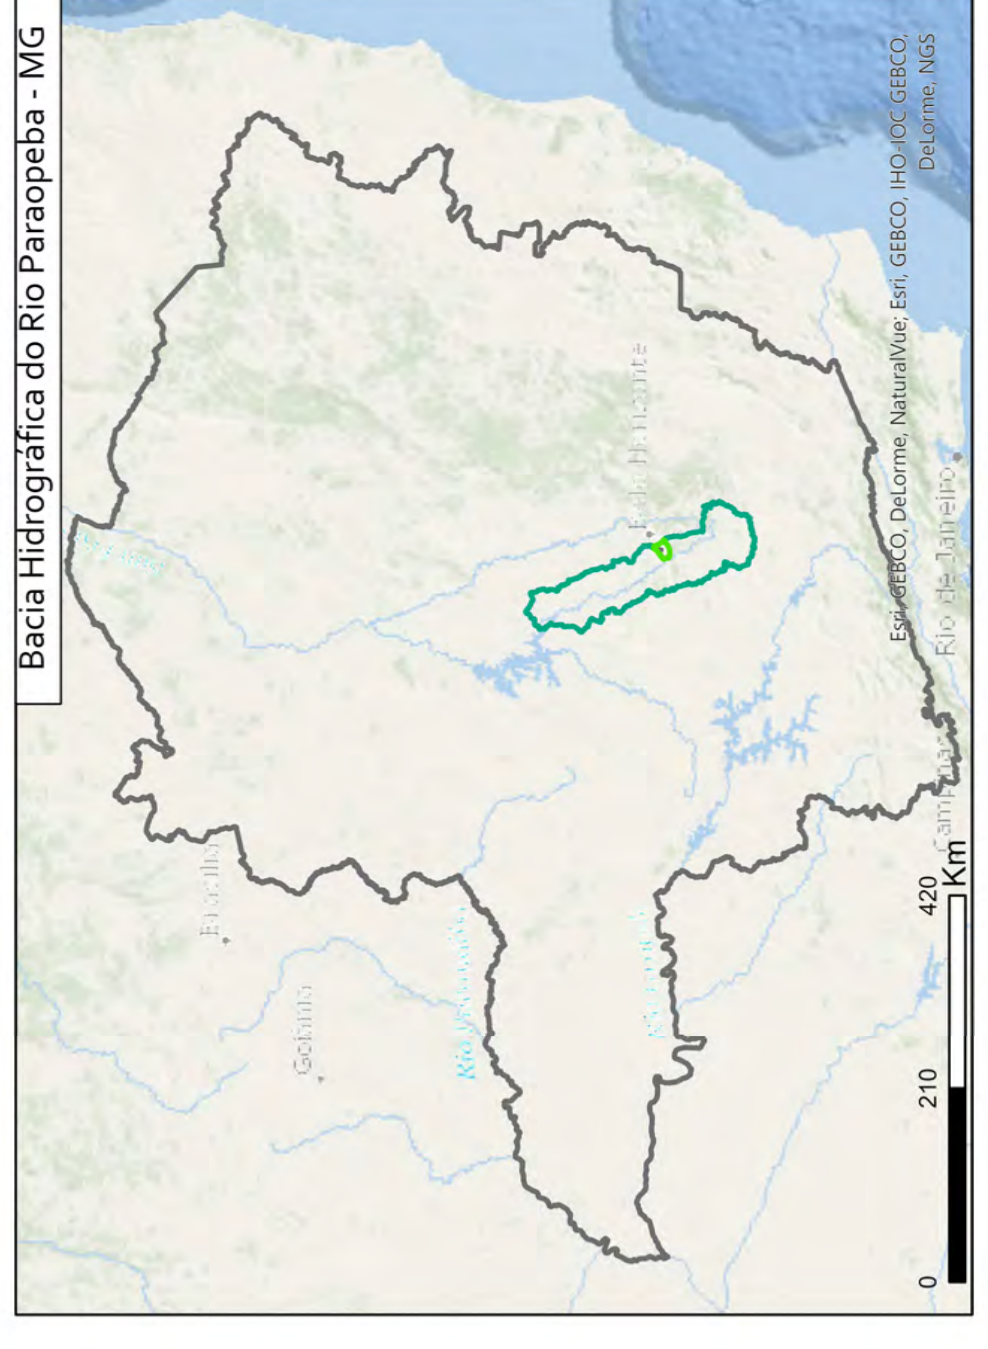 Bacia Hidrográfica do Rio Paraopeba - MG
Brasília
Goiânia
Belo Horizonte
Rio de Janeiro
Campinas
Esri, GEBCO, DeLorme, NaturalVue; Esri, GEBCO, IHO-IOC GEBCO,
DeLorme, NGS
0 210 420
Km